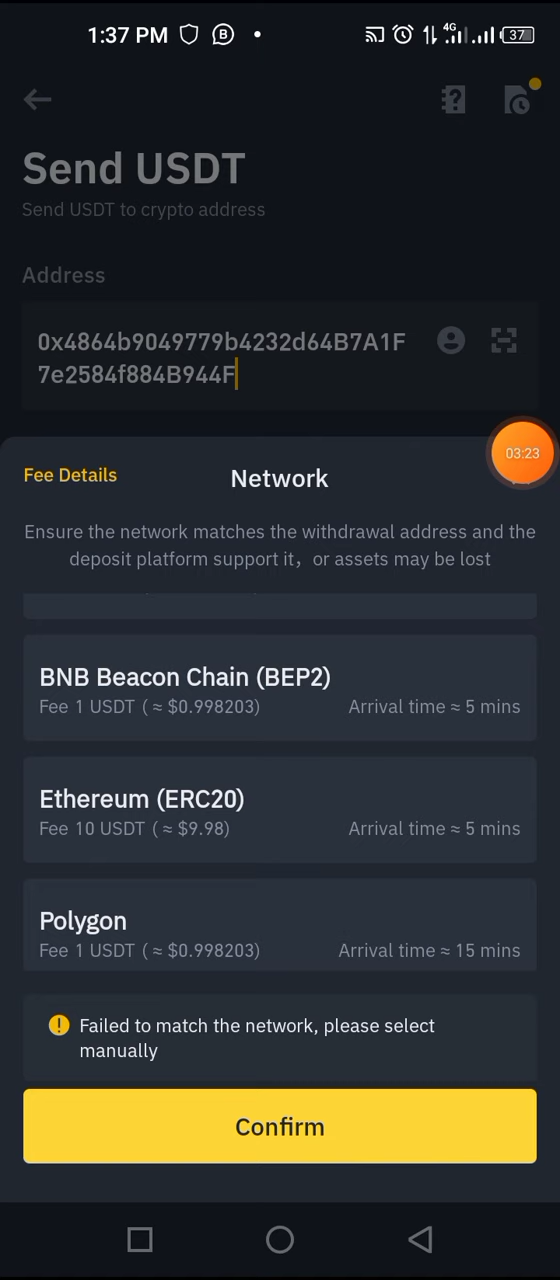 1:37 PM
4G
37
Send USDT
Send USDT to crypto address
Address
0x4864b9049779b4232d64B7A1F
7e2584f884B944F
03:23
Fee Details
Network
Ensure the network matches the withdrawal address and the
deposit platform support it，or assets may be lost
BNB Beacon Chain (BEP2)
Fee 1 USDT ( ≈ $0.998203)
Arrival time ≈ 5 mins
Ethereum (ERC20)
Fee 10 USDT ( ≈ $9.98)
Arrival time ≈ 5 mins
Polygon
Fee 1 USDT ( ≈ $0.998203)
Arrival time ≈ 15 mins
Failed to match the network, please select
manually
Confirm